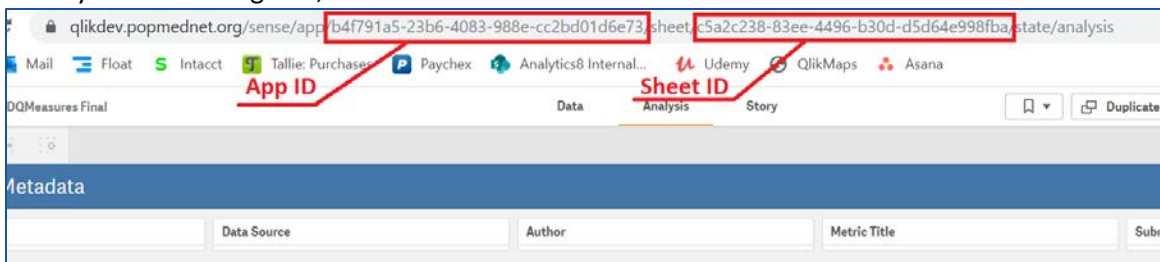 qlikdev.popmednet.org/sense/app/b4f791a5-23b6-4083-988e-cc2bd01d6e73/sheet/c5a2c238-83ee-4496-b30d-d5d64e998fba/state/analysis
Mail Float S Intacct Tallie: Purchases P Paychex Analytics8 Internal... Udemy QlikMaps Asana
App ID Sheet ID
DQMeasures Final Data Analysis Story Duplicate
Metadata
Data Source Author Metric Title